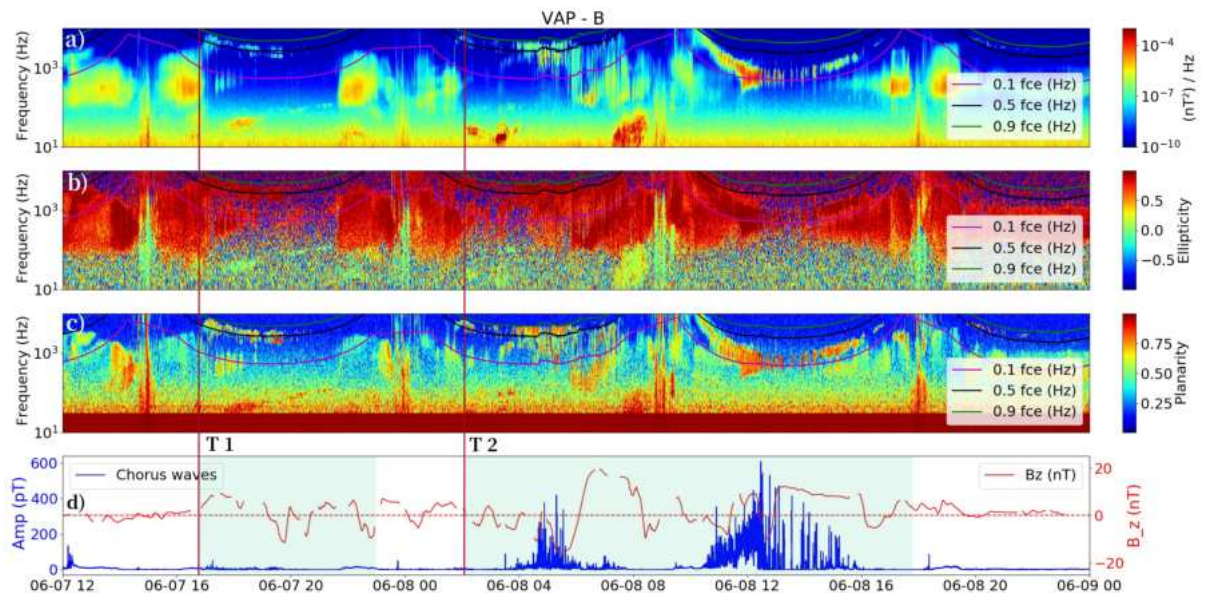 VAP - B
a)
Frequency (Hz)
10³
10¹
0.1 fce (Hz)
0.5 fce (Hz)
0.9 fce (Hz)
10⁻⁴
10⁻⁷
10⁻¹⁰
(nT²) / Hz
b)
Frequency (Hz)
10³
10¹
0.1 fce (Hz)
0.5 fce (Hz)
0.9 fce (Hz)
0.5
0.0
−0.5
Ellipticity
c)
Frequency (Hz)
10³
10¹
0.1 fce (Hz)
0.5 fce (Hz)
0.9 fce (Hz)
0.75
0.50
0.25
Planarity
T 1
T 2
d)
Amp (pT)
600
400
200
0
Chorus waves
Bz (nT)
20
0
−20
B_z (nT)
06-07 12 06-07 16 06-07 20 06-08 00 06-08 04 06-08 08 06-08 12 06-08 16 06-08 20 06-09 00